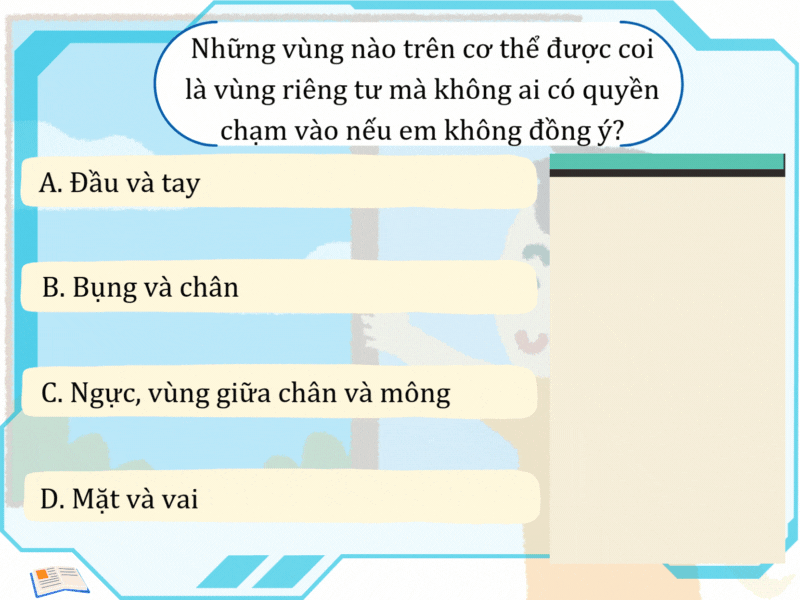 Những vùng nào trên cơ thể được coi
là vùng riêng tư mà không ai có quyền
chạm vào nếu em không đồng ý?
A. Đầu và tay
B. Bụng và chân
C. Ngực, vùng giữa chân và mông
D. Mặt và vai